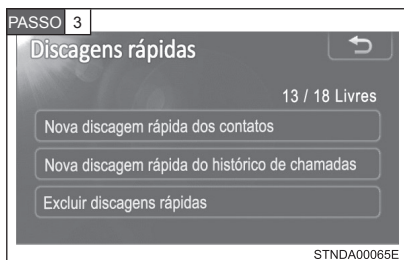 PASSO 3
Discagens rápidas
13 / 18 Livres
Nova discagem rápida dos contatos
Nova discagem rápida do histórico de chamadas
Excluir discagens rápidas
STNDA00065E